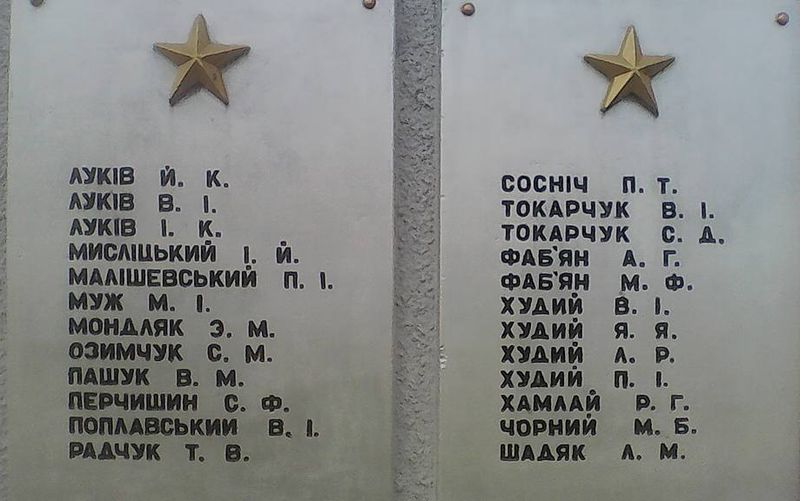 ЛУКІВ Й. К.
ЛУКІВ В. І.
ЛУКІВ І. К.
МИСЛІЦЬКИЙ І. Й.
МАЛІШЕВСЬКИЙ П. І.
МУЖ М. І.
МОНДЛЯК Э. М.
ОЗИМЧУК С. М.
ПАШУК В. М.
ПЕРЧИШИН С. Ф.
ПОПЛАВСЬКИЙ В. І.
РАДЧУК Т. В.
СОСНІЧ П. Т.
ТОКАРЧУК В. І.
ТОКАРЧУК С. Д.
ФАБ'ЯН А. Г.
ФАБ'ЯН М. Ф.
ХУДИЙ В. І.
ХУДИЙ Я. Я.
ХУДИЙ Л. Р.
ХУДИЙ П. І.
ХАМЛАЙ Р. Г.
ЧОРНИЙ М. Б.
ШАДЯК Л. М.